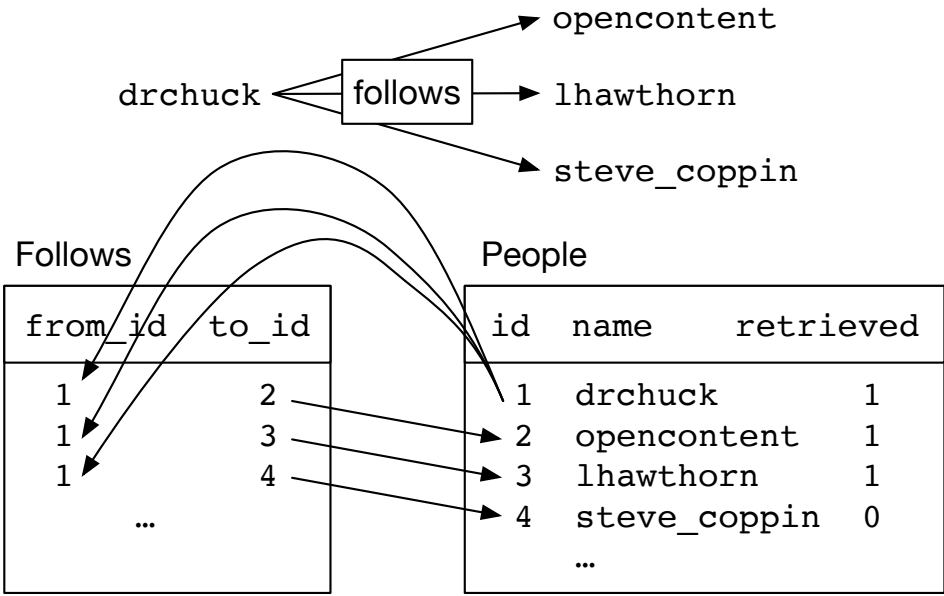 opencontent
drchuck follows lhawthorn
steve_coppin
Follows
from_id to_id
1 2
1 3
1 4
…
People
id name retrieved
1 drchuck 1
2 opencontent 1
3 lhawthorn 1
4 steve_coppin 0
…